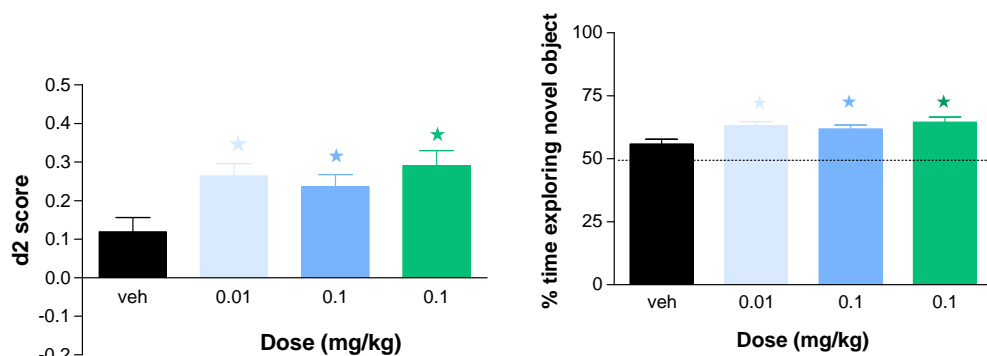 d2 score
0.5
0.4
0.3
0.2
0.1
0.0
-0.1
-0.2
veh 0.01 0.1 0.1
Dose (mg/kg)
% time exploring novel object
100
75
50
25
0
veh 0.01 0.1 0.1
Dose (mg/kg)